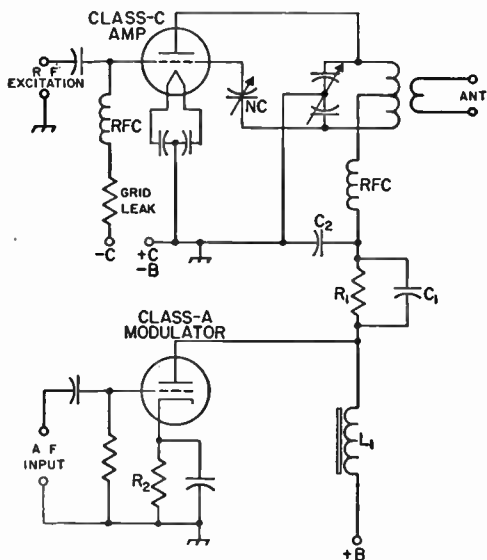 CLASS-C
AMP
R F
EXCITATION
NC
ANT
RFC
RFC
GRID
LEAK
-C
+C
-B
C2
R1
C1
CLASS-A
MODULATOR
A F
INPUT
R2
L1
+B